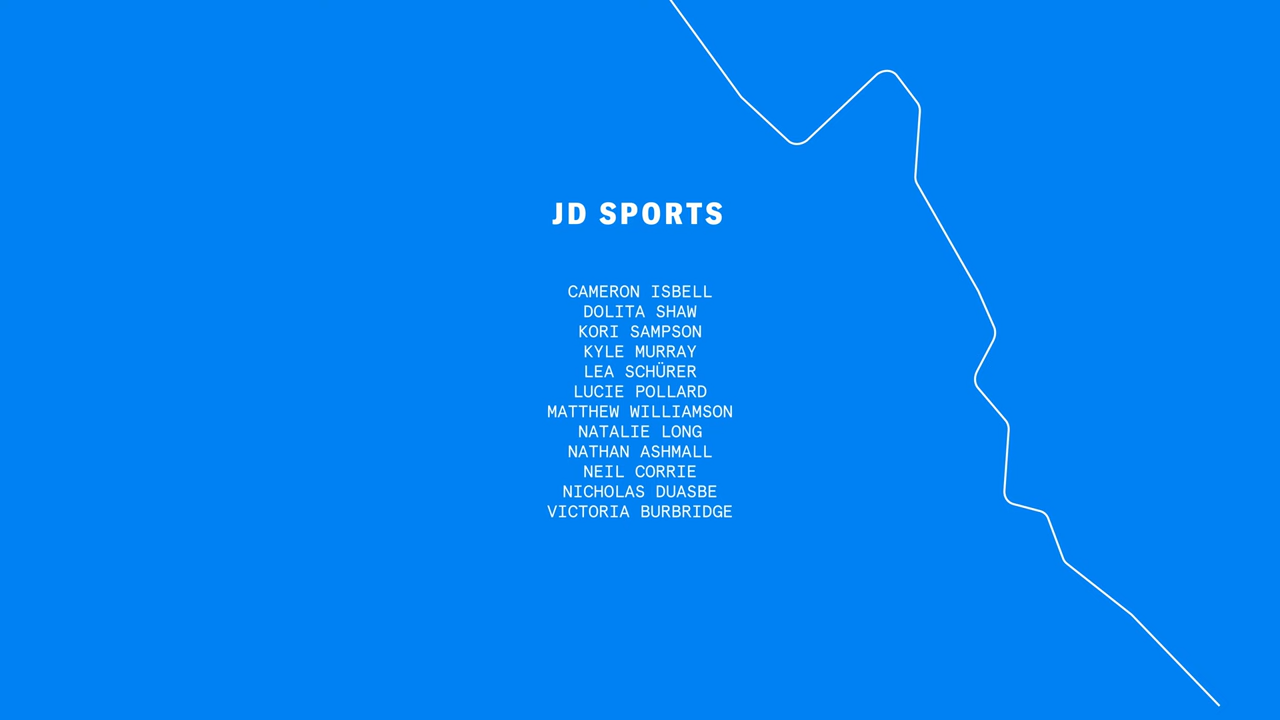 JD SPORTS
CAMERON ISBELL
DOLITA SHAW
KORI SAMPSON
KYLE MURRAY
LEA SCHÜRER
LUCIE POLLARD
MATTHEW WILLIAMSON
NATALIE LONG
NATHAN ASHMALL
NEIL CORRIE
NICHOLAS DUASBE
VICTORIA BURBRIDGE